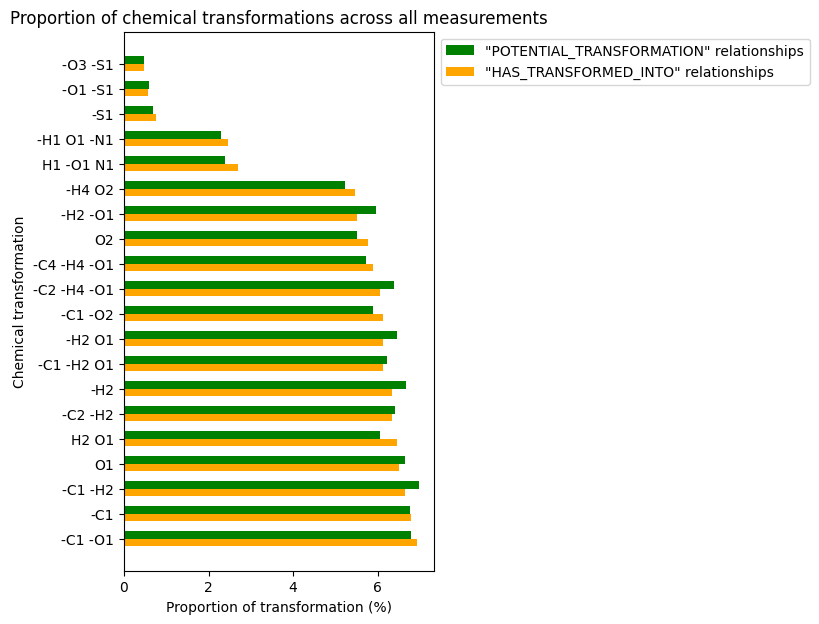 Proportion of chemical transformations across all measurements
"POTENTIAL_TRANSFORMATION" relationships
"HAS_TRANSFORMED_INTO" relationships
Chemical transformation
-O3 -S1
-O1 -S1
-S1
-H1 O1 -N1
H1 -O1 N1
-H4 O2
-H2 -O1
O2
-C4 -H4 -O1
-C2 -H4 -O1
-C1 -O2
-H2 O1
-C1 -H2 O1
-H2
-C2 -H2
H2 O1
O1
-C1 -H2
-C1
-C1 -O1
0 2 4 6
Proportion of transformation (%)